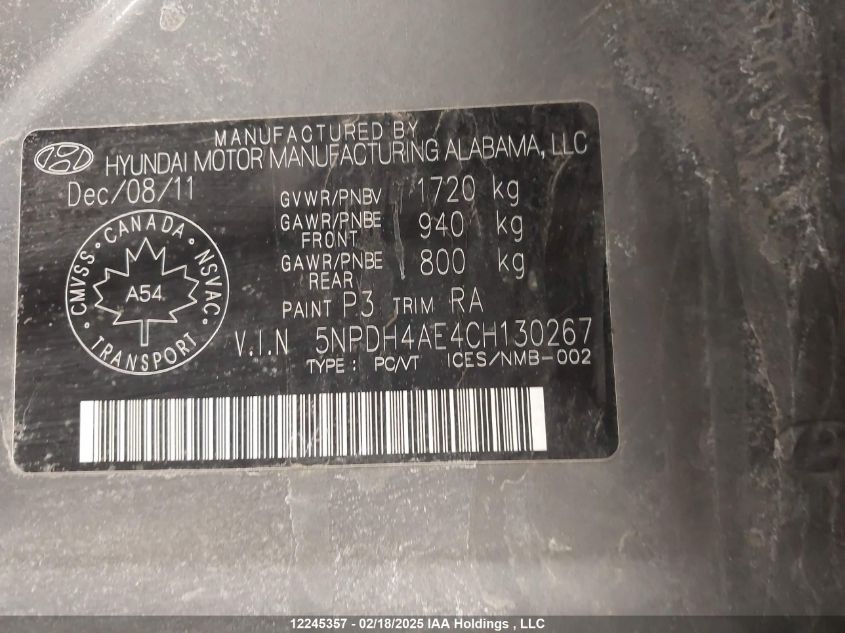 MANUFACTURED BY
HYUNDAI MOTOR MANUFACTURING ALABAMA, LLC
Dec/08/11
GVWR/PNBV 1720 kg
GAWR/PNBE FRONT 940 kg
GAWR/PNBE REAR 800 kg
CMVSS · CANADA · NSVAC · TRANSPORT ·
A54
PAINT P3 TRIM RA
V.I.N 5NPDH4AE4CH130267
TYPE : PC/VT ICES/NMB-002
12245357 - 02/18/2025 IAA Holdings , LLC